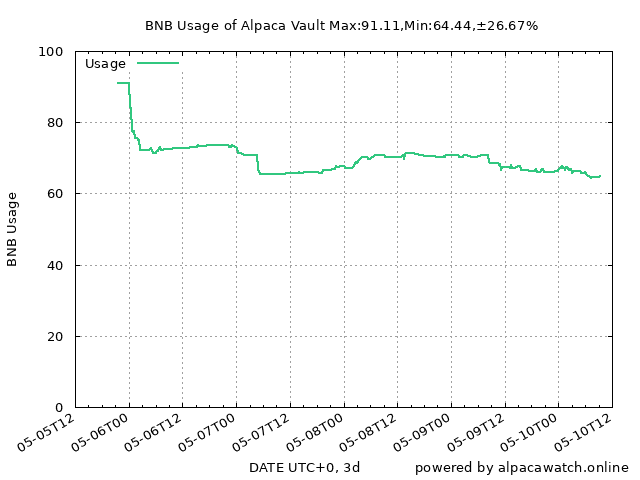 BNB Usage of Alpaca Vault Max:91.11,Min:64.44,±26.67%
Usage
BNB Usage
100
80
60
40
20
0
05-05T12
05-06T00
05-06T12
05-07T00
05-07T12
05-08T00
05-08T12
05-09T00
05-09T12
05-10T00
05-10T12
DATE UTC+0, 3d
powered by alpacawatch.online